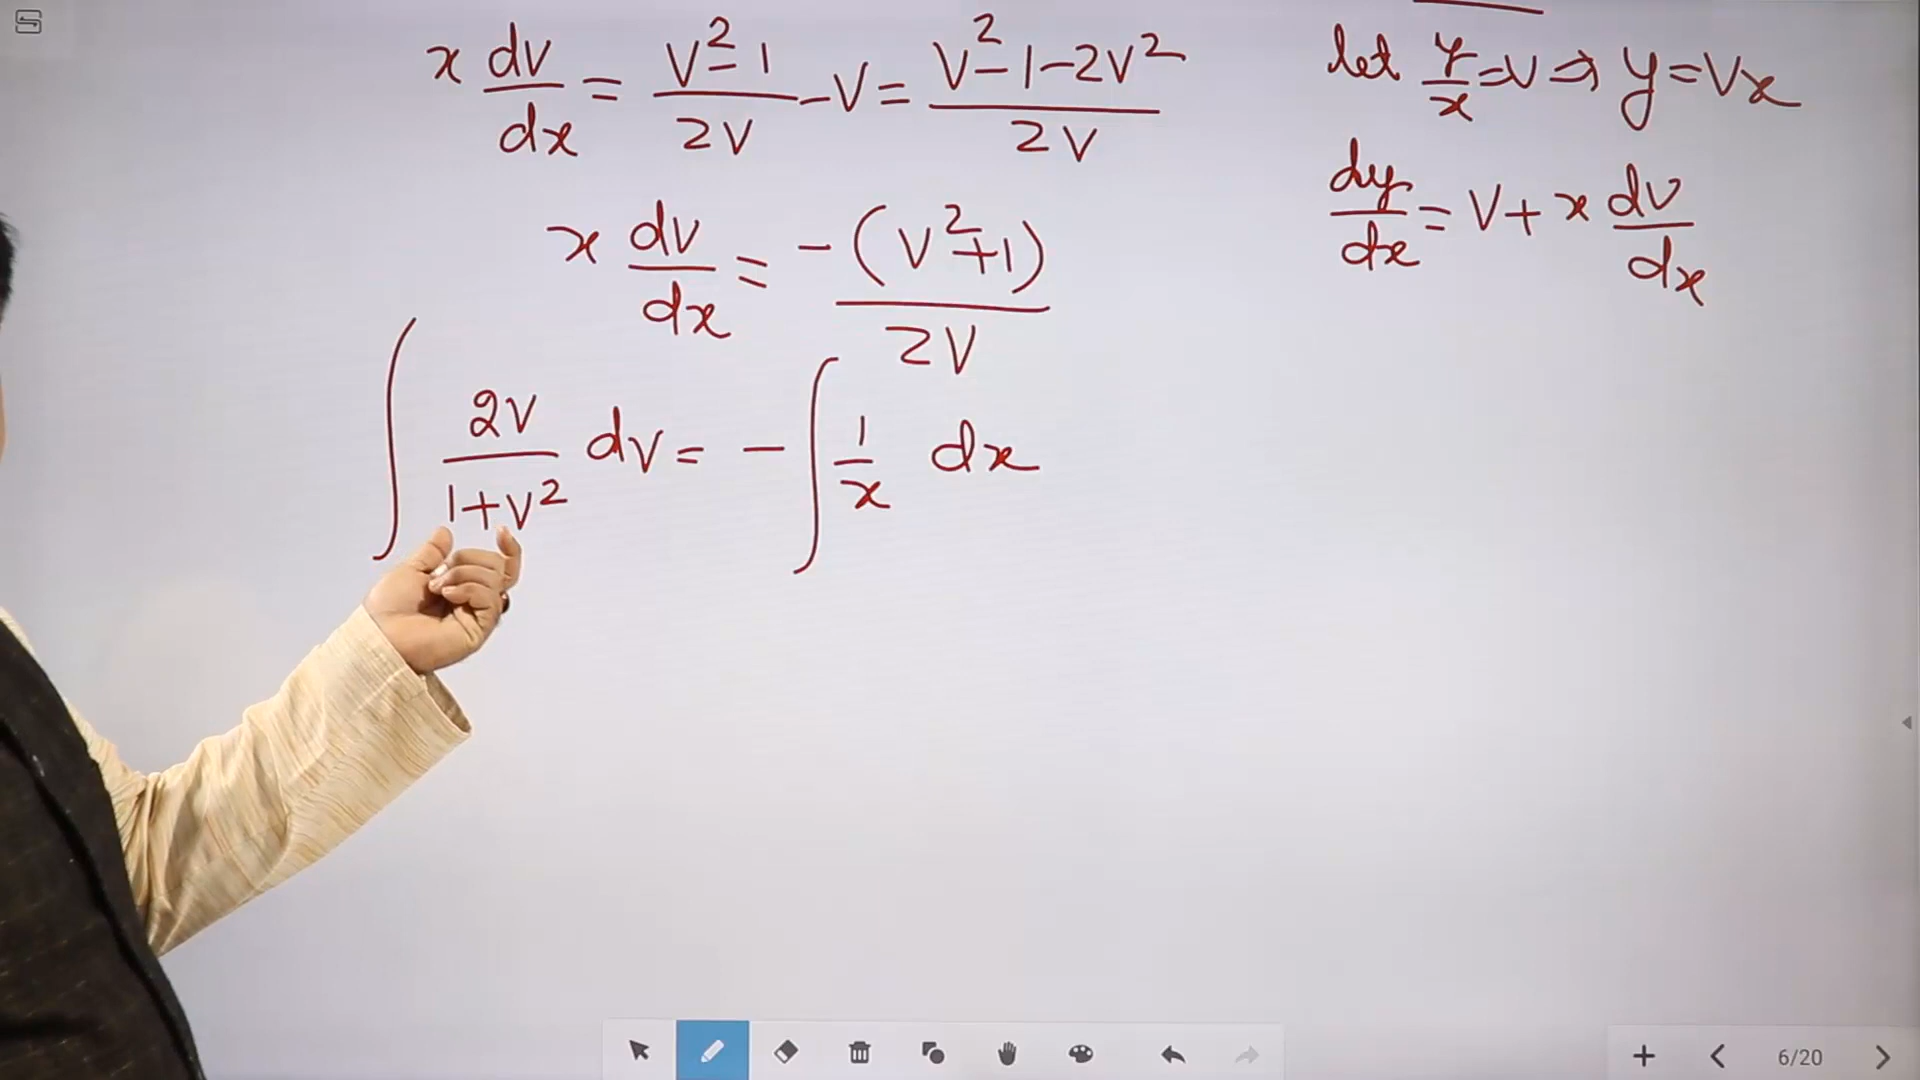 x dv/dx = V²-1/2V - V = V²-1-2V²/2V
x dv/dx = -(V²+1)/2V
∫ 2V/1+V² dV = - ∫ 1/x dx
let y/x = V ⇒ y = Vx
dy/dx = V + x dv/dx
6/20